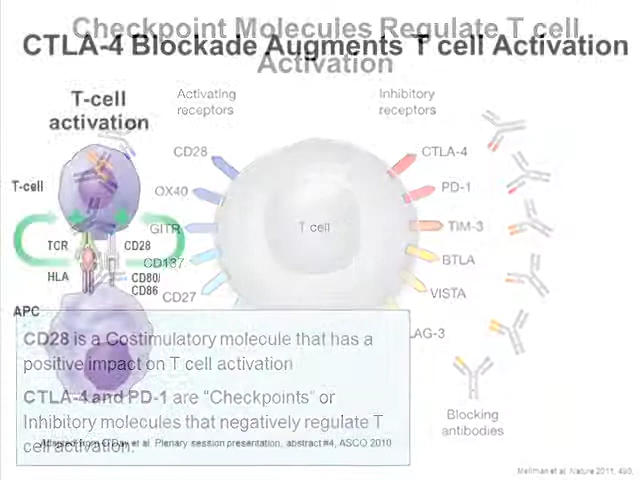 Checkpoint Molecules Regulate T cell
Activation
CTLA-4 Blockade Augments T cell Activation
T-cell
activation
Activating
receptors
Inhibitory
receptors
CD28
CTLA-4
T-cell
OX40
PD-1
GITR
T cell
TIM-3
TCR
CD28
CD137
BTLA
HLA
CD80/
CD86
CD27
VISTA
APC
LAG-3
CD28 is a Costimulatory molecule that has a
positive impact on T cell activation
CTLA-4 and PD-1 are “Checkpoints” or
Inhibitory molecules that negatively regulate T
cell activation.
Adapted from O'Day et al. Plenary session presentation, abstract #4, ASCO 2010
Blocking
antibodies
Mellman et al. Nature 2011; 480,